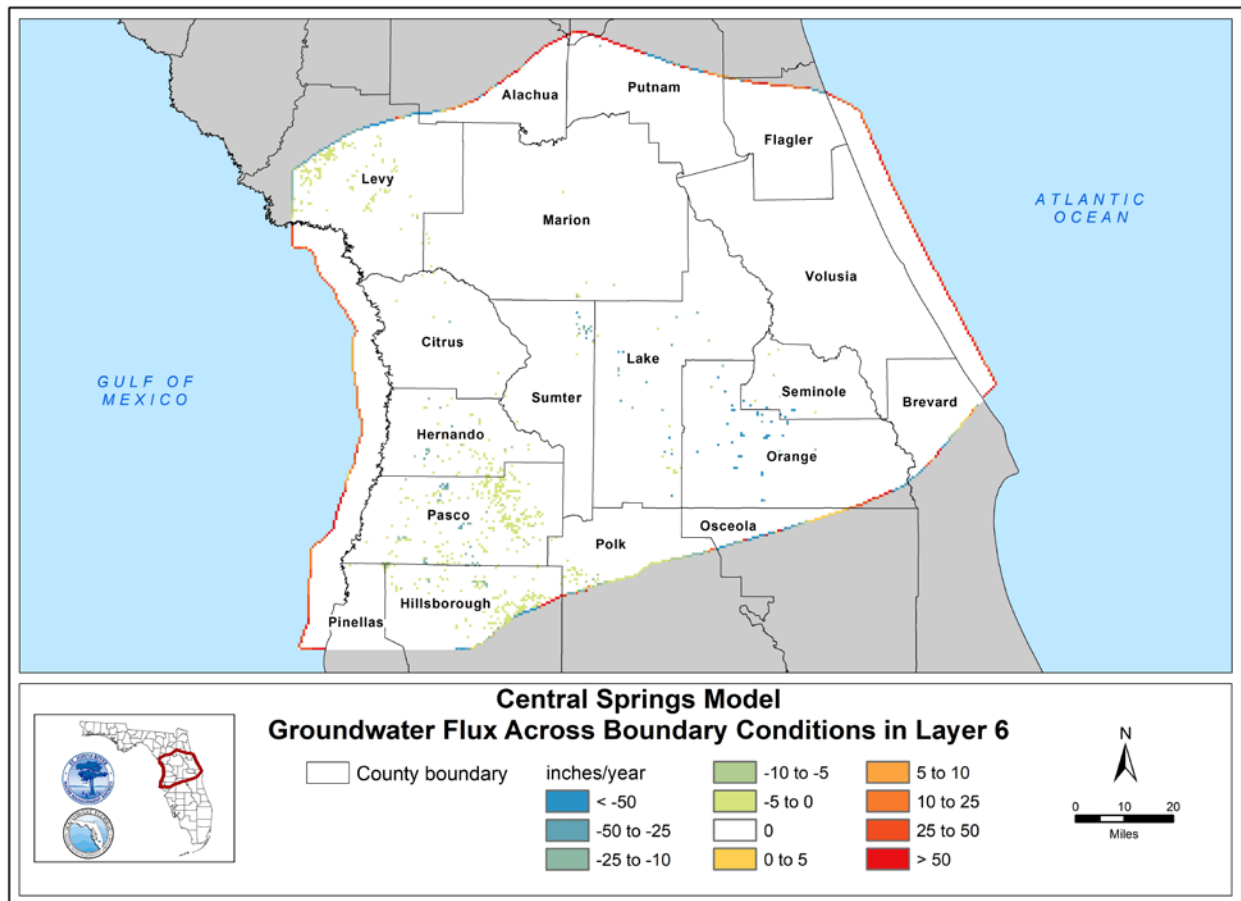 Alachua
Putnam
Flagler
Levy
Marion
ATLANTIC
OCEAN
Volusia
Citrus
Lake
GULF OF
MEXICO
Sumter
Seminole
Brevard
Hernando
Orange
Pasco
Osceola
Polk
Hillsborough
Pinellas
Central Springs Model
Groundwater Flux Across Boundary Conditions in Layer 6
County boundary
inches/year
< -50
-50 to -25
-25 to -10
-10 to -5
-5 to 0
0
0 to 5
5 to 10
10 to 25
25 to 50
> 50
N
0 10 20
Miles